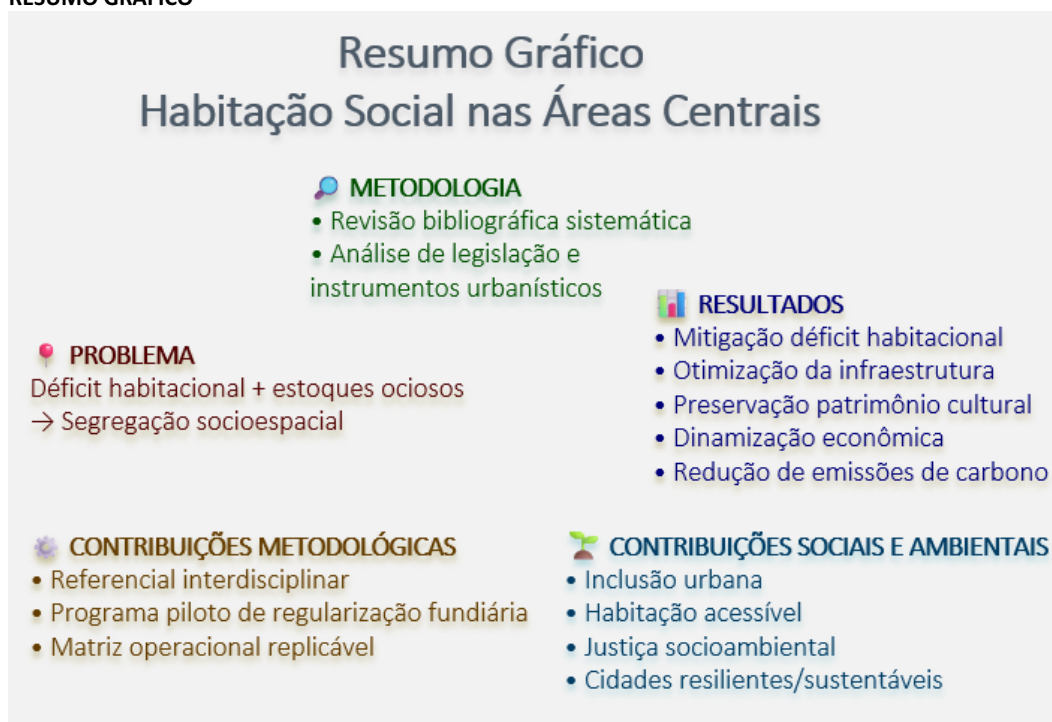 RESUMO GRÁFICO
Resumo Gráfico
Habitação Social nas Áreas Centrais
METODOLOGIA
• Revisão bibliográfica sistemática
• Análise de legislação e
instrumentos urbanísticos
RESULTADOS
• Mitigação déficit habitacional
• Otimização da infraestrutura
• Preservação patrimônio cultural
• Dinamização econômica
• Redução de emissões de carbono
PROBLEMA
Déficit habitacional + estoques ociosos
→ Segregação socioespacial
CONTRIBUIÇÕES METODOLÓGICAS
• Referencial interdisciplinar
• Programa piloto de regularização fundiária
• Matriz operacional replicável
CONTRIBUIÇÕES SOCIAIS E AMBIENTAIS
• Inclusão urbana
• Habitação acessível
• Justiça socioambiental
• Cidades resilientes/sustentáveis